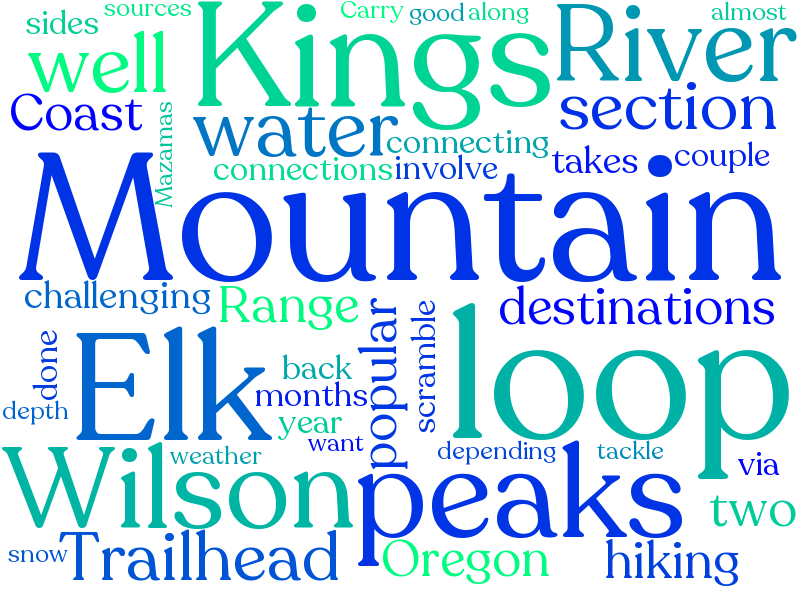 sources Carry good along almost
sides Kings River
well
Coast water section
Mazamas connecting
connections involve takes couple
Mountain
challenging Range destinations
done Elk popular scramble loop
back
months
depth year
want
weather depending tackle via
Wilson peaks two
snow Trailhead Oregon hiking